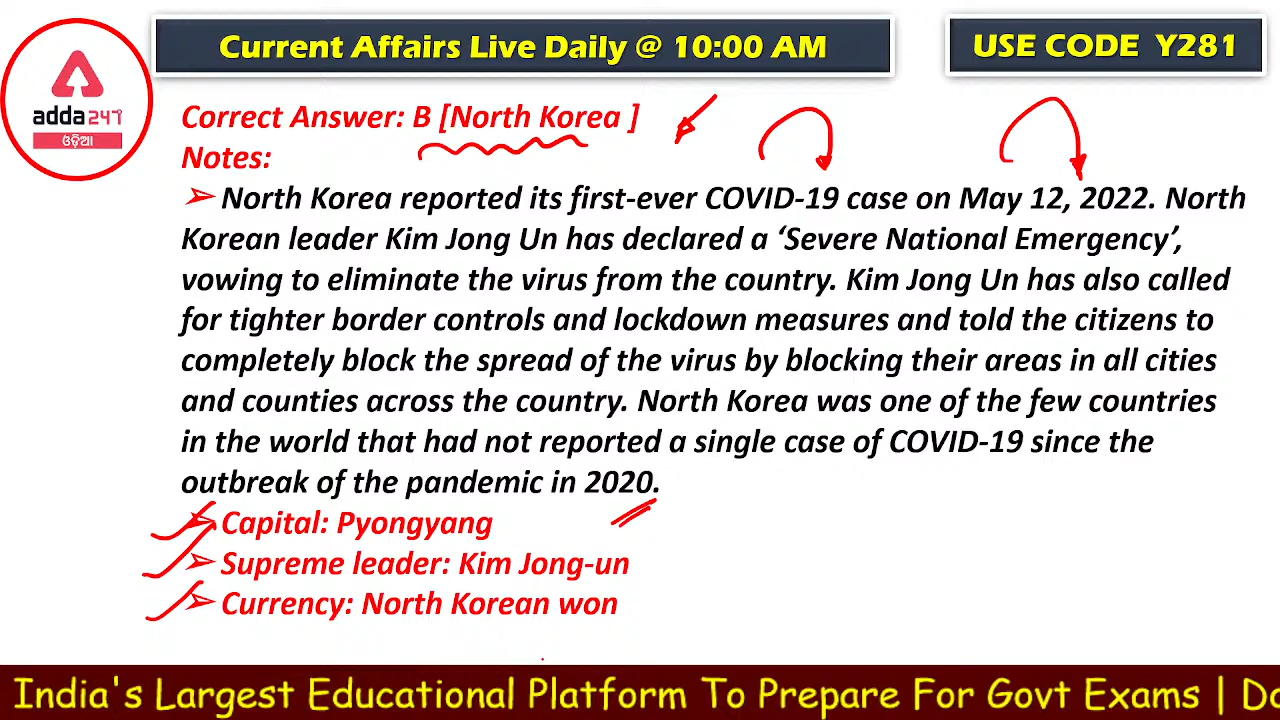 Current Affairs Live Daily @ 10:00 AM
USE CODE Y281
adda247
ଓଡ଼ିଆ
Correct Answer: B [North Korea ]
Notes:
➢ North Korea reported its first-ever COVID-19 case on May 12, 2022. North
Korean leader Kim Jong Un has declared a ‘Severe National Emergency’,
vowing to eliminate the virus from the country. Kim Jong Un has also called
for tighter border controls and lockdown measures and told the citizens to
completely block the spread of the virus by blocking their areas in all cities
and counties across the country. North Korea was one of the few countries
in the world that had not reported a single case of COVID-19 since the
outbreak of the pandemic in 2020.
➢ Capital: Pyongyang
➢ Supreme leader: Kim Jong-un
➢ Currency: North Korean won
India's Largest Educational Platform To Prepare For Govt Exams |